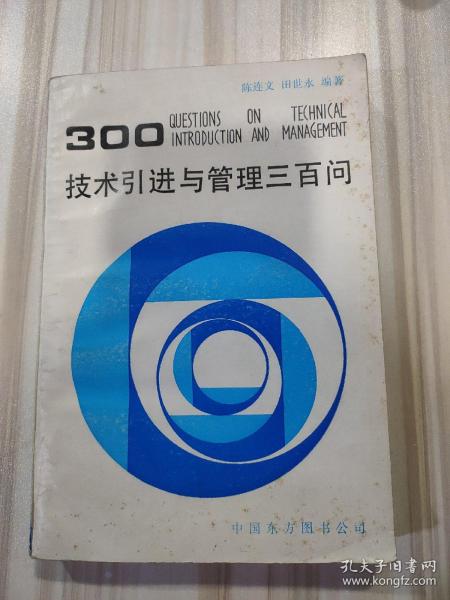 陈连文 田世永 编著
300 QUESTIONS ON TECHNICAL
INTRODUCTION AND MANAGEMENT
技术引进与管理三百问
中国东方图书公司
孔夫子旧书网
www.kongfz.com